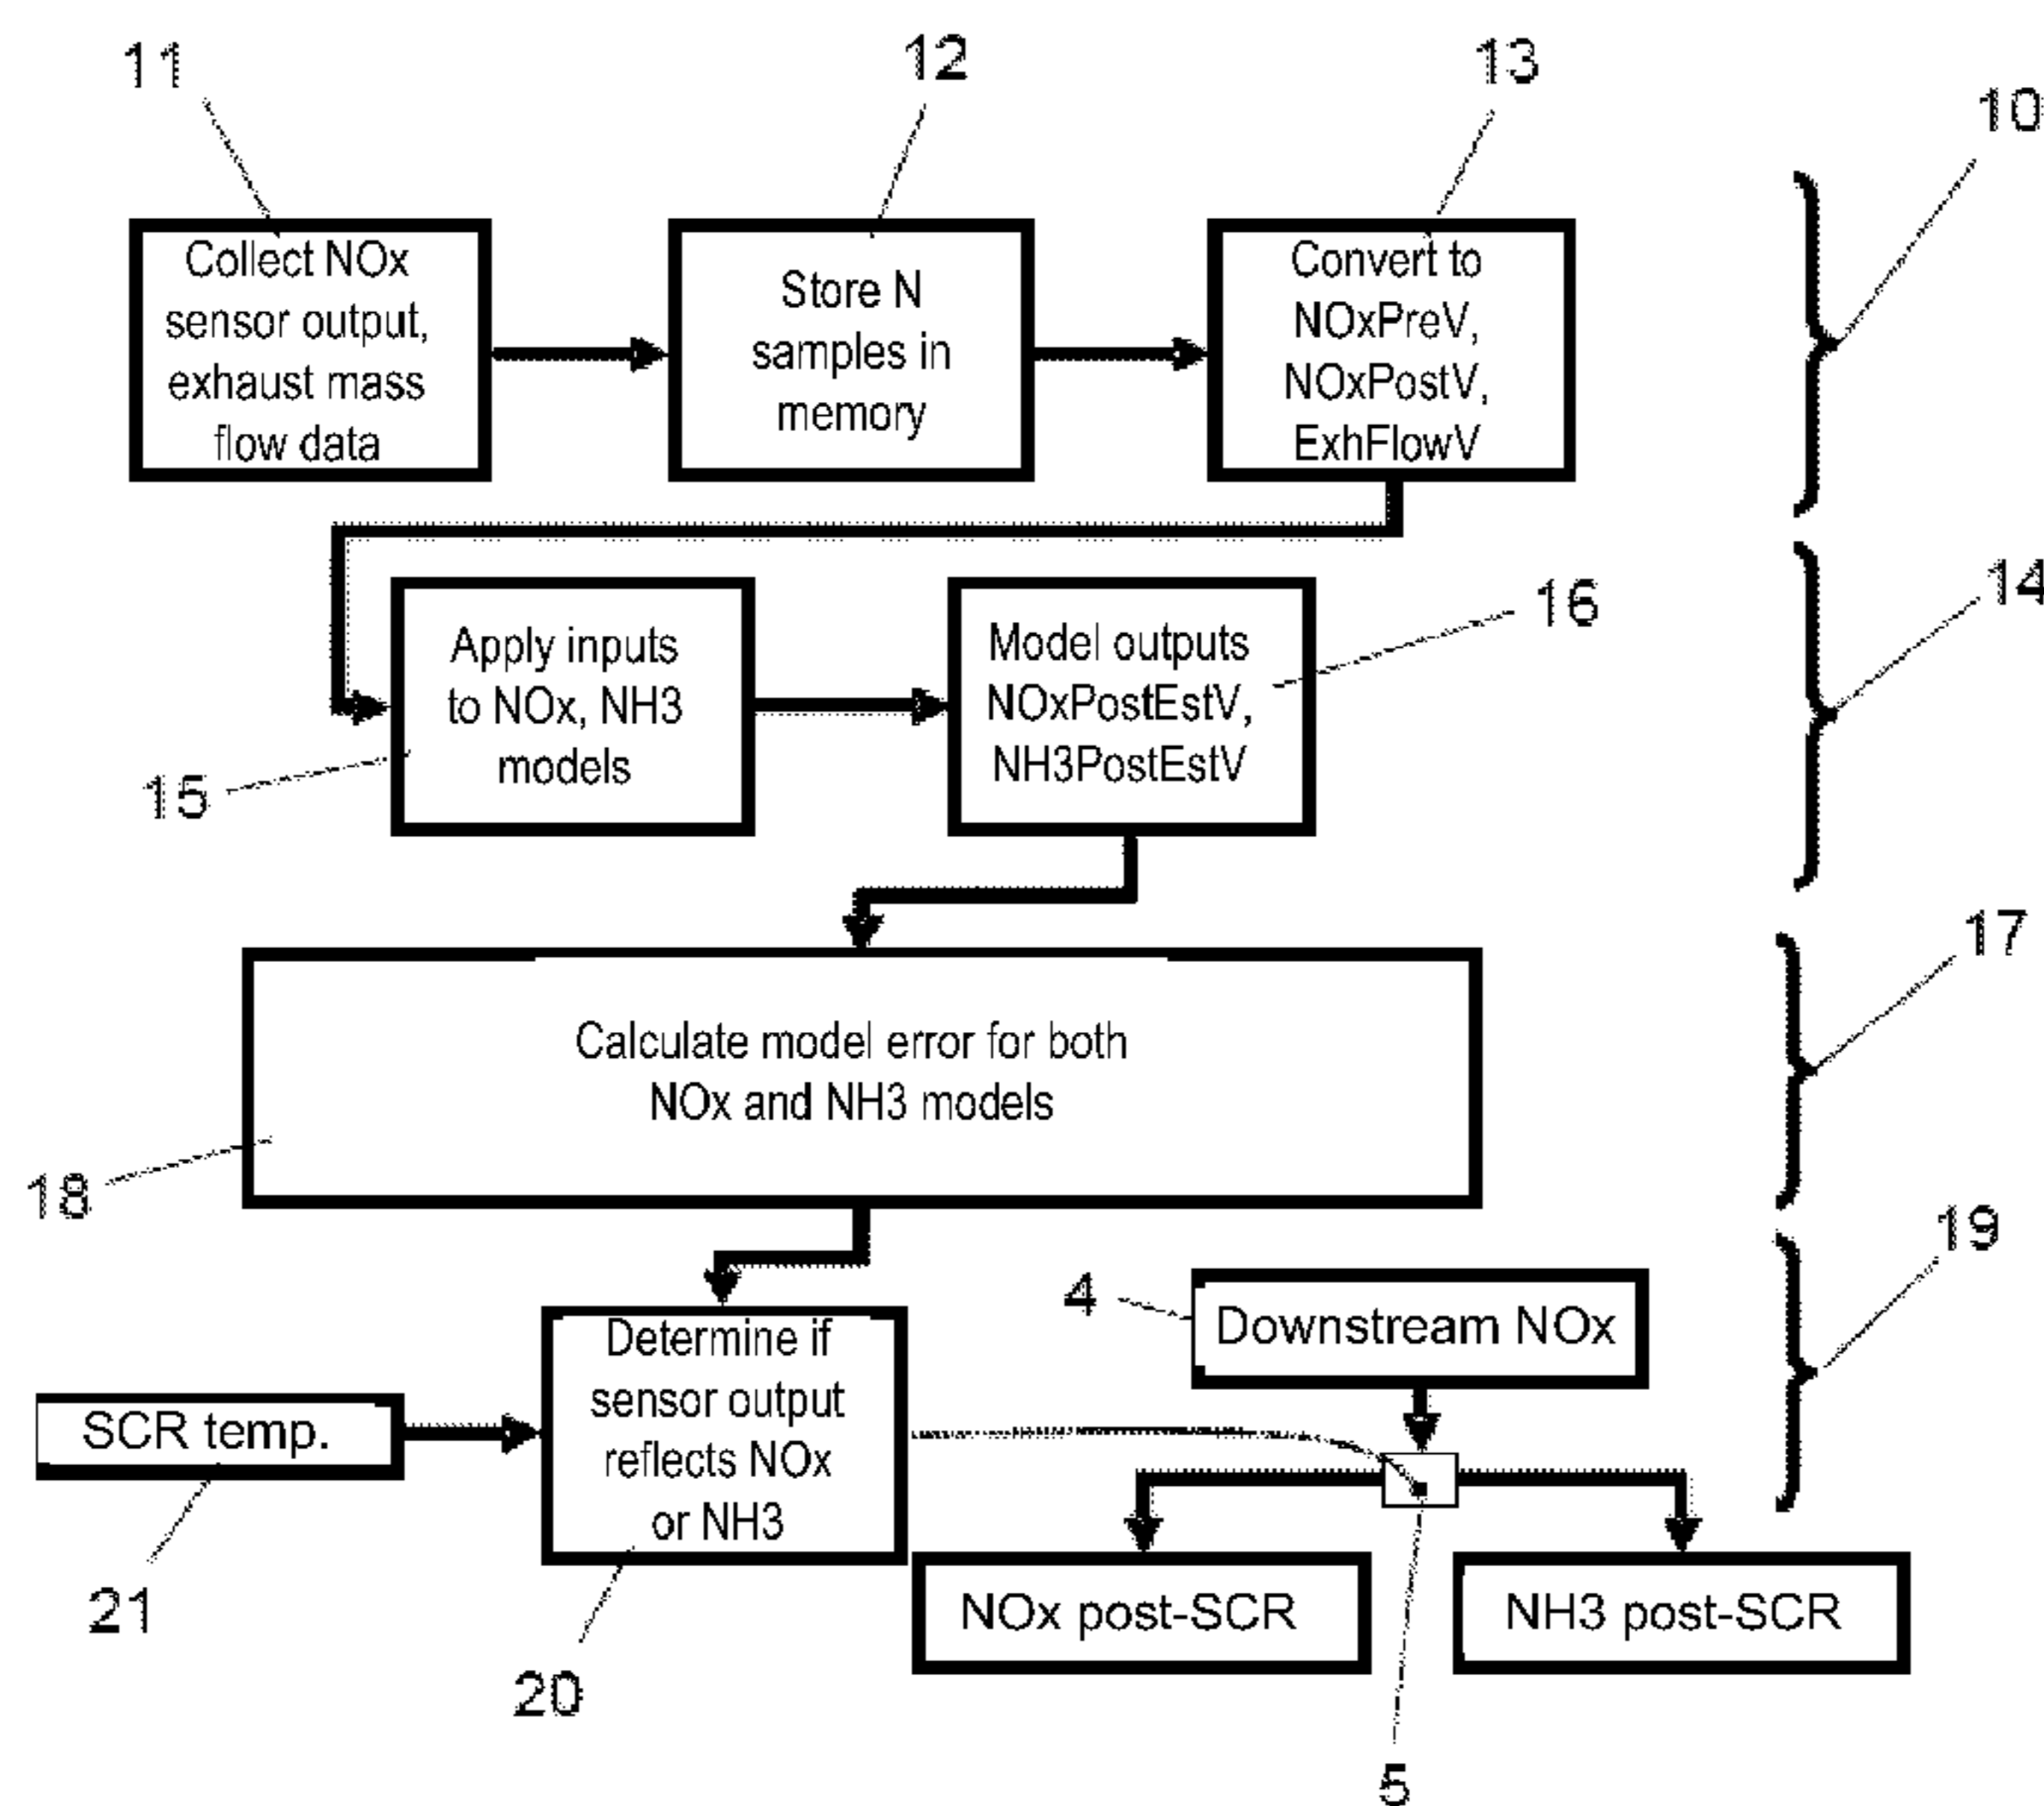 11
12
13
10
Collect NOx
sensor output,
exhaust mass
flow data
Store N
samples in
memory
Convert to
NOxPreV,
NOxPostV,
ExhFlowV
14
16
Apply inputs
to NOx, NH3
models
Model outputs
NOxPostEstV,
NH3PostEstV
15
17
Calculate model error for both
NOx and NH3 models
18
19
4
Downstream NOx
Determine if
sensor output
reflects NOx
or NH3
SCR temp.
21
20
NOx post-SCR
NH3 post-SCR
5